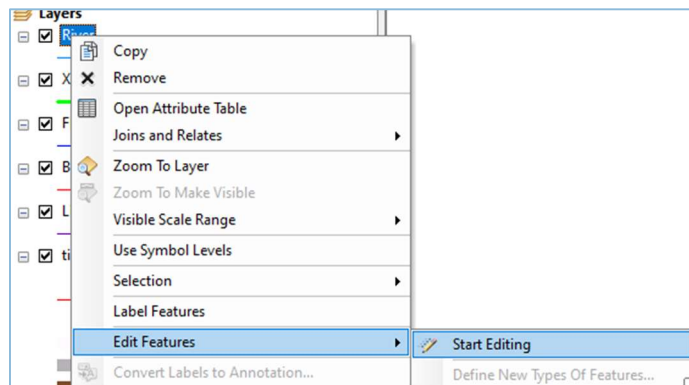 Layers
River
Copy
X
Remove
Open Attribute Table
F
Joins and Relates
B
Zoom To Layer
Zoom To Make Visible
L
Visible Scale Range
ti
Use Symbol Levels
Selection
Label Features
Edit Features
Start Editing
Convert Labels to Annotation...
Define New Types Of Features...